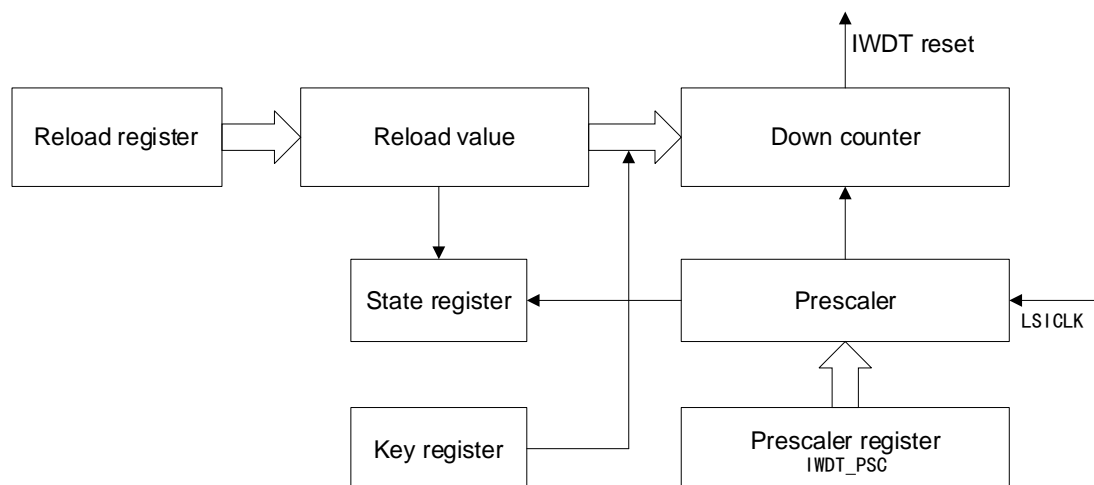 IWDT reset
Reload register
Reload value
Down counter
State register
Prescaler
LSICLK
Key register
Prescaler register
IWDT_PSC